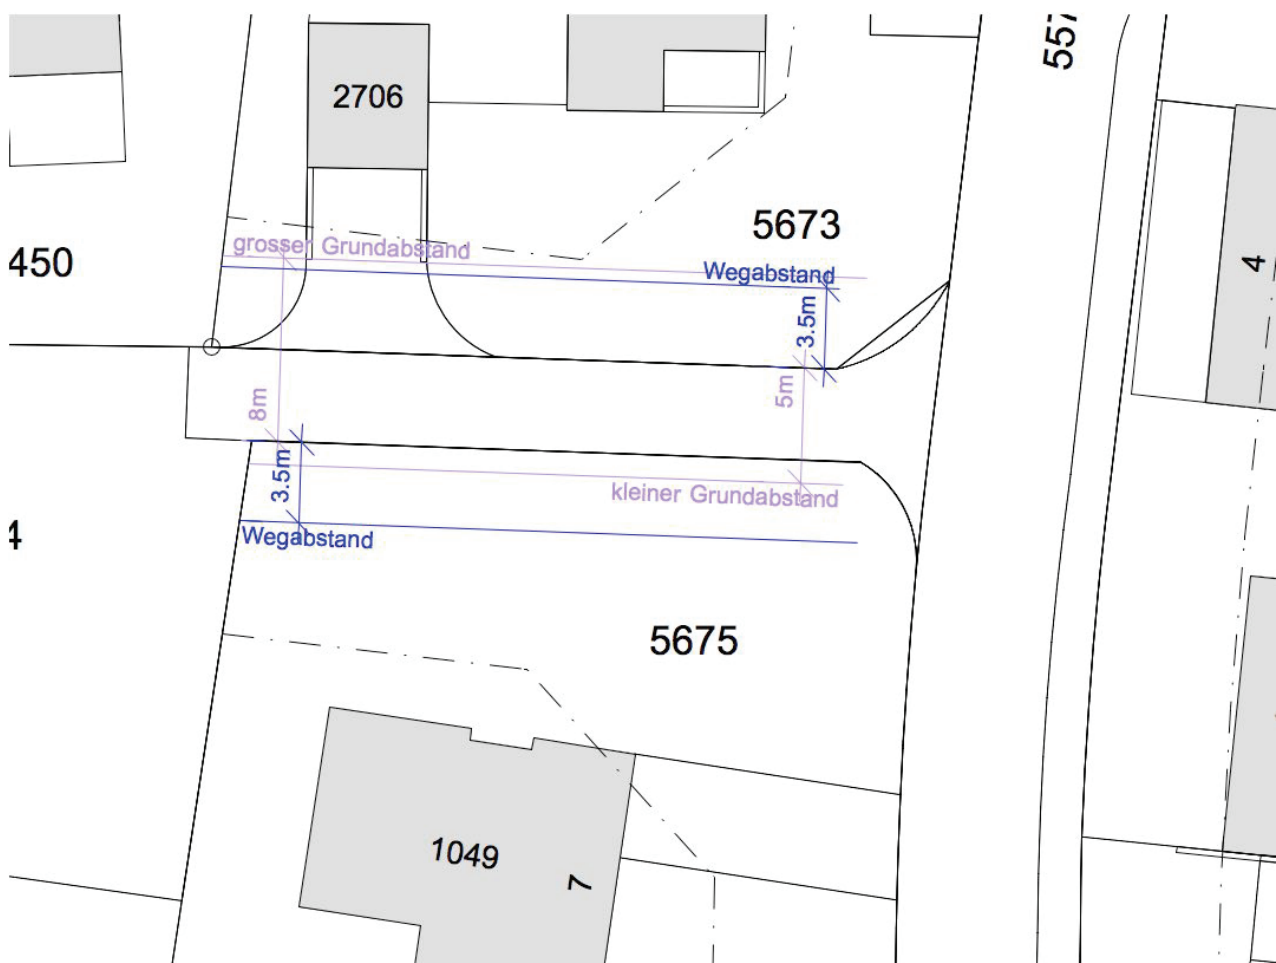 557
2706
5673
450
grosser Grundabstand
Wegabstand
4
3.5m
8m
5m
3.5m
kleiner Grundabstand
4
Wegabstand
5675
1049
7